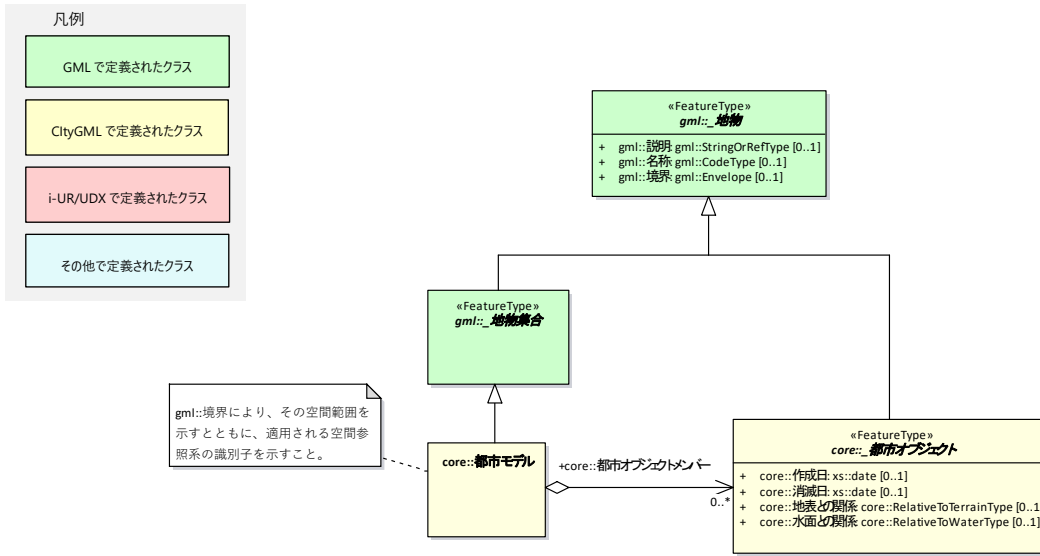 凡例
GML で定義されたクラス
CItyGML で定義されたクラス
i-UR/UDX で定義されたクラス
その他で定義されたクラス
«FeatureType»
gml::_地物
+ gml::説明: gml::StringOrRefType [0..1]
+ gml::名称: gml::CodeType [0..1]
+ gml::境界: gml::Envelope [0..1]
«FeatureType»
gml::_地物集合
gml::境界により、その空間範囲を
示すとともに、適用される空間参
照系の識別子を示すこと。
core::都市モデル
+core::都市オブジェクトメンバー
0..*
«FeatureType»
core::_都市オブジェクト
+ core::作成日: xs::date [0..1]
+ core::消滅日: xs::date [0..1]
+ core::地表との関係: core::RelativeToTerrainType [0..1
+ core::水面との関係: core::RelativeToWaterType [0..1]